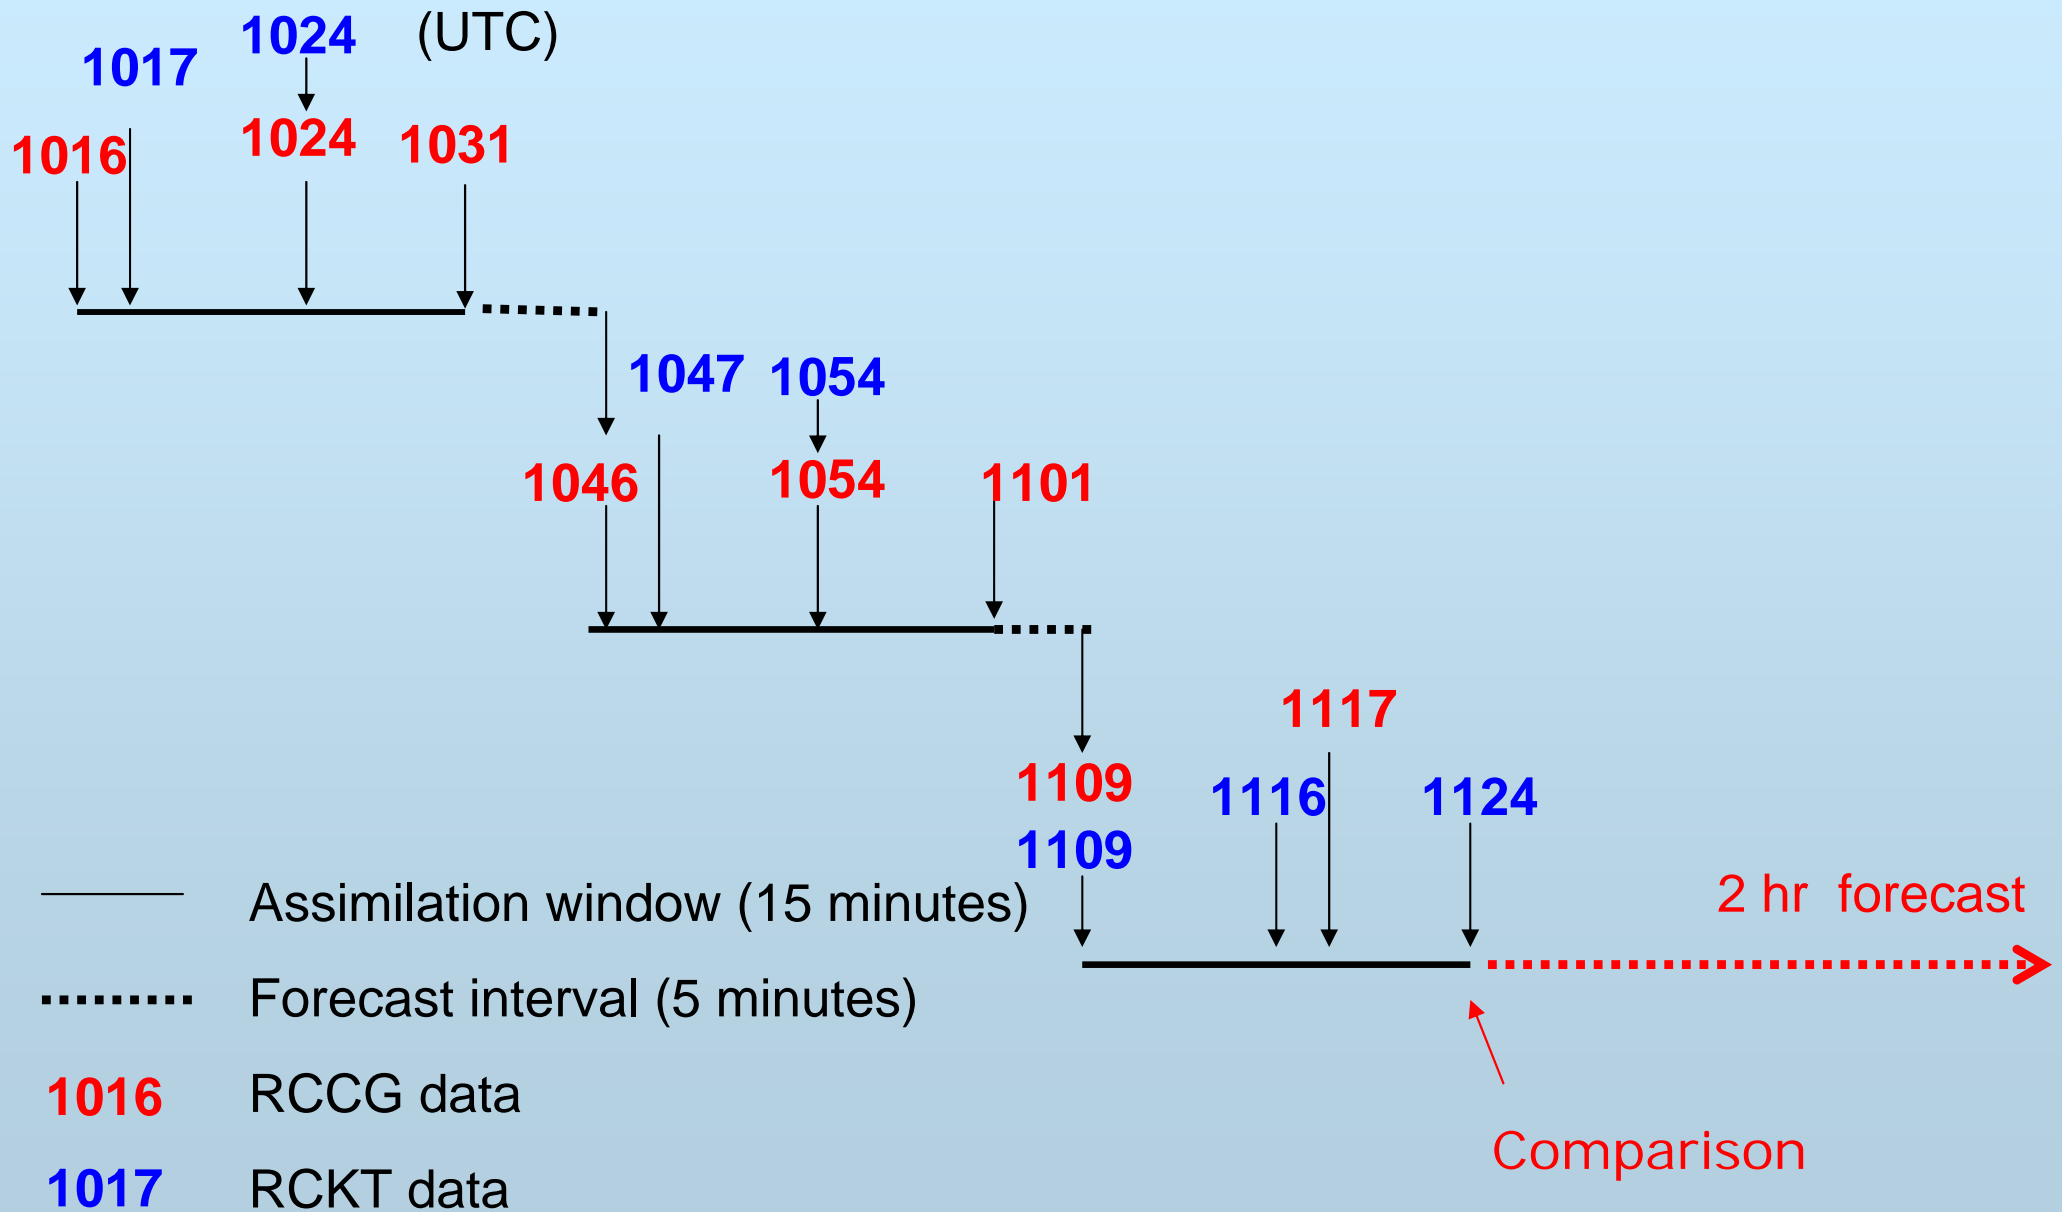 1024 (UTC)
1017
1024
1031
1016
1047 1054
1046 1054 1101
1117
1109
1116 1124
1109
2 hr forecast
Assimilation window (15 minutes)
Forecast interval (5 minutes)
1016 RCCG data
Comparison
1017 RCKT data